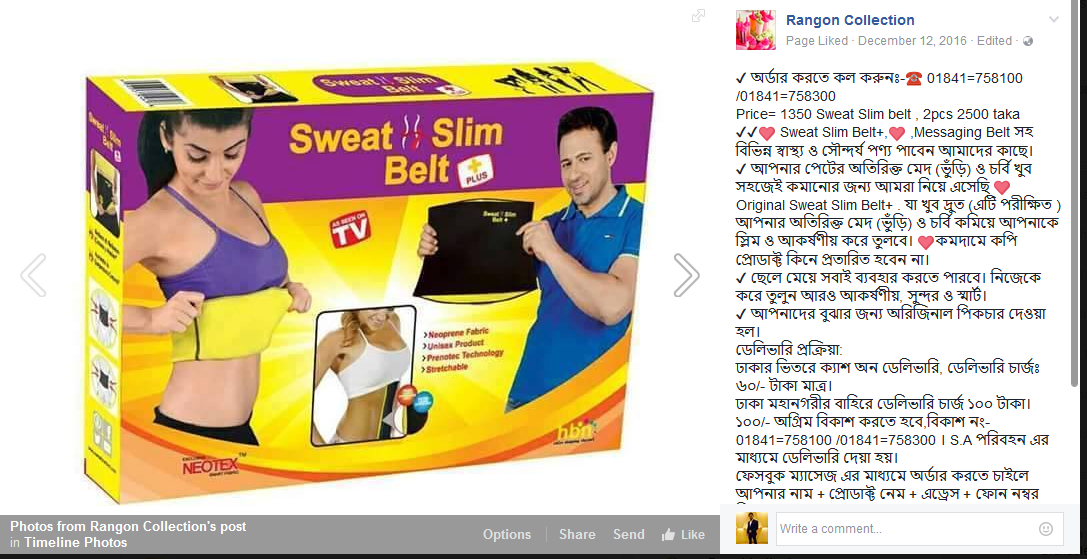 Sweat Slim
Belt +
PLUS
Sweat Slim
Belt
AS SEEN ON
TV
Sweat Slim
Belt +
Neoprene Fabric
Unisex Product
Prenotec Technology
Stretchable
NEOTEX™
hbn
Photos from Rangon Collection's post
in Timeline Photos
Options
Share
Send
Like
Rangon Collection
Page Liked · December 12, 2016 · Edited ·
✓ অর্ডার করতে কল করুনঃ-☎ 01841=758100
/01841=758300
Price= 1350 Sweat Slim belt , 2pcs 2500 taka
✓✓❤ Sweat Slim Belt+,❤ ,Messaging Belt সহ
বিভিন্ন স্বাস্থ্য ও সৌন্দর্য পণ্য পাবেন আমাদের কাছে।
✓ আপনার পেটের অতিরিক্ত মেদ (ভুঁড়ি) ও চর্বি খুব
সহজেই কমানোর জন্য আমরা নিয়ে এসেছি ❤
Original Sweat Slim Belt+ . যা খুব দ্রুত (এটি পরীক্ষিত )
আপনার অতিরিক্ত মেদ (ভুঁড়ি) ও চর্বি কমিয়ে আপনাকে
স্লিম ও আকর্ষণীয় করে তুলবে। ❤কমদামে কপি
প্রোডাক্ট কিনে প্রতারিত হবেন না।
✓ ছেলে মেয়ে সবাই ব্যবহার করতে পারবে। নিজেকে
করে তুলুন আরও আকর্ষণীয়, সুন্দর ও স্মার্ট।
✓ আপনাদের বুঝার জন্য অরিজিনাল পিকচার দেওয়া
হল।
ডেলিভারি প্রক্রিয়া:
ঢাকার ভিতরে ক্যাশ অন ডেলিভারি, ডেলিভারি চার্জঃ
৬০/- টাকা মাত্র।
ঢাকা মহানগরীর বাহিরে ডেলিভারি চার্জ ১০০ টাকা।
১০০/- অগ্রিম বিকাশ করতে হবে,বিকাশ নং-
01841=758100 /01841=758300 । S.A পরিবহন এর
মাধ্যমে ডেলিভারি দেয়া হয়।
ফেসবুক ম্যাসেজ এর মাধ্যমে অর্ডার করতে চাইলে
আপনার নাম + প্রোডাক্ট নেম + এড্রেস + ফোন নম্বর
Write a comment...